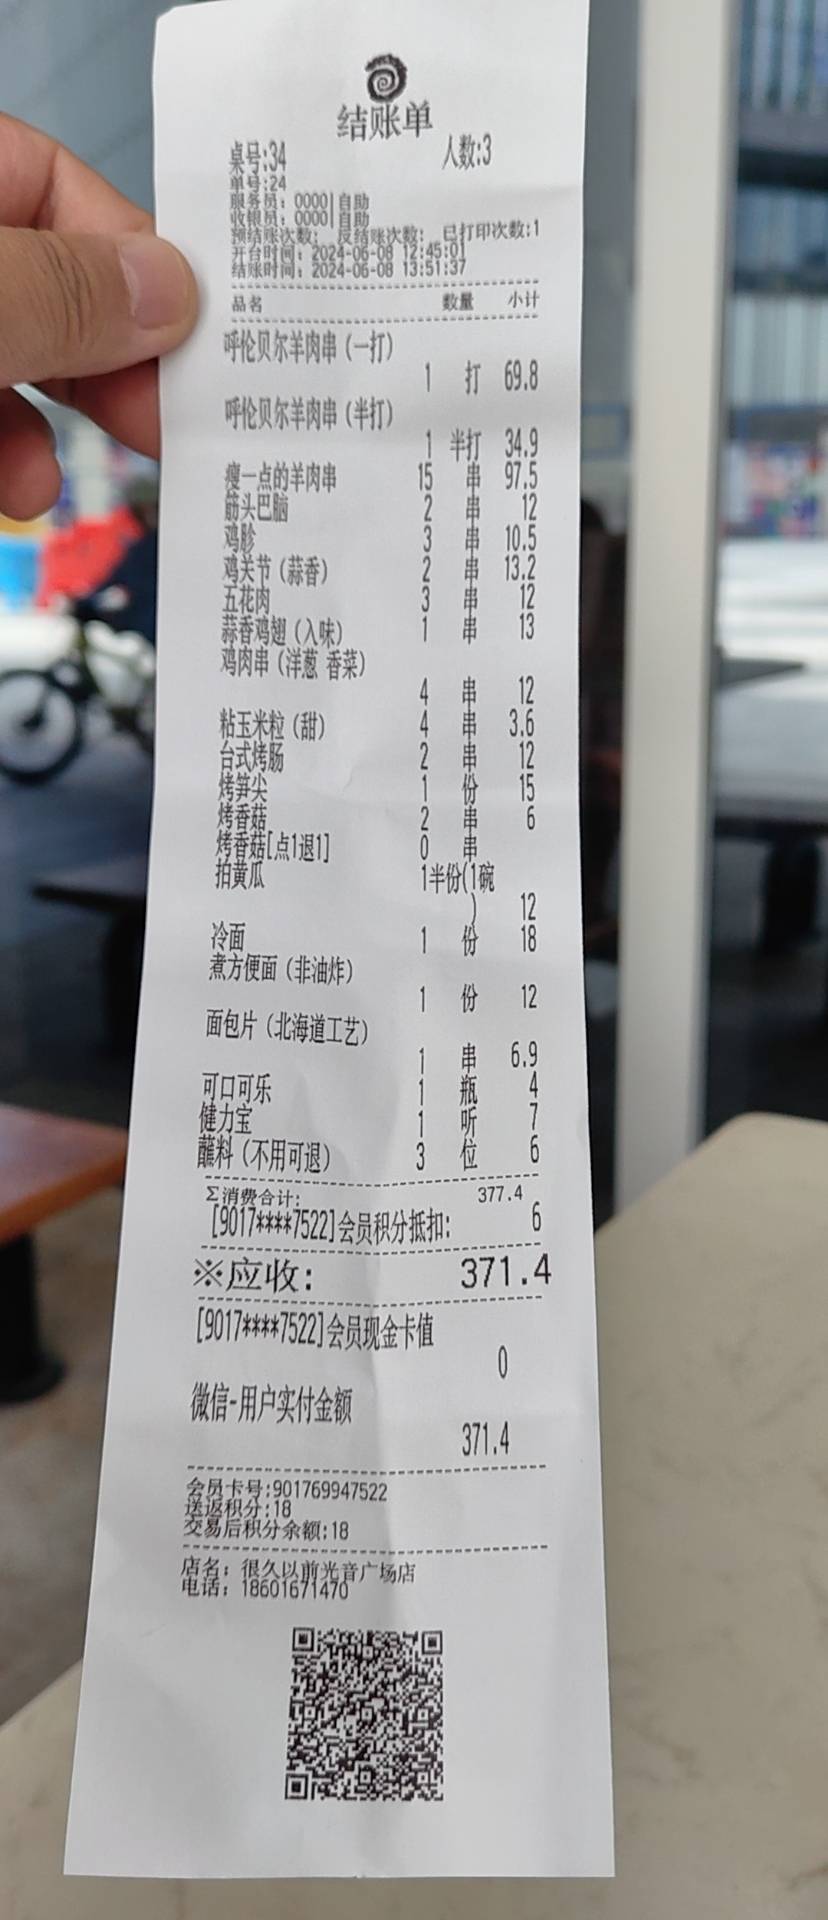 结账单
桌号:34 人数:3
单号:24
服务员: 0000|自助
收银员: 0000|自助
预结账次数: 反结账次数: 已打印次数:1
开台时间: 2024-06-08 12:45:01
结账时间: 2024-06-08 13:51:37
品名 数量 小计
呼伦贝尔羊肉串(一打)
1 打 69.8
呼伦贝尔羊肉串(半打)
1 半打 34.9
瘦一点的羊肉串 15 串 97.5
筋头巴脑 2 串 12
鸡胗 3 串 10.5
鸡关节(蒜香) 2 串 13.2
五花肉 3 串 12
蒜香鸡翅(入味) 1 串 13
鸡肉串(洋葱 香菜)
4 串 12
粘玉米粒(甜) 4 串 3.6
台式烤肠 2 串 12
烤笋尖 1 份 15
烤香菇 2 串 6
烤香菇[点1退1] 0 串
拍黄瓜 1半份(1碗
) 12
冷面 1 份 18
煮方便面(非油炸)
1 份 12
面包片(北海道工艺)
1 串 6.9
可口可乐 1 瓶 4
健力宝 1 听 7
蘸料(不用可退) 3 位 6
Σ消费合计: 377.4
[9017****7522]会员积分抵扣: 6
※应收: 371.4
[9017****7522]会员现金卡值
0
微信-用户实付金额
371.4
会员卡号:901769947522
送返积分:18
交易后积分余额:18
店名: 很久以前光音广场店
电话: 18601671470